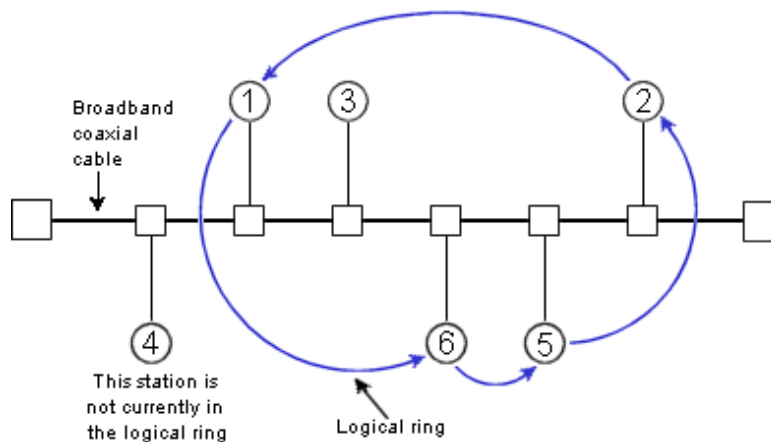 1
3
2
Broadband
coaxial
cable
4
6
5
This station is
not currently in
the logical ring
Logical ring